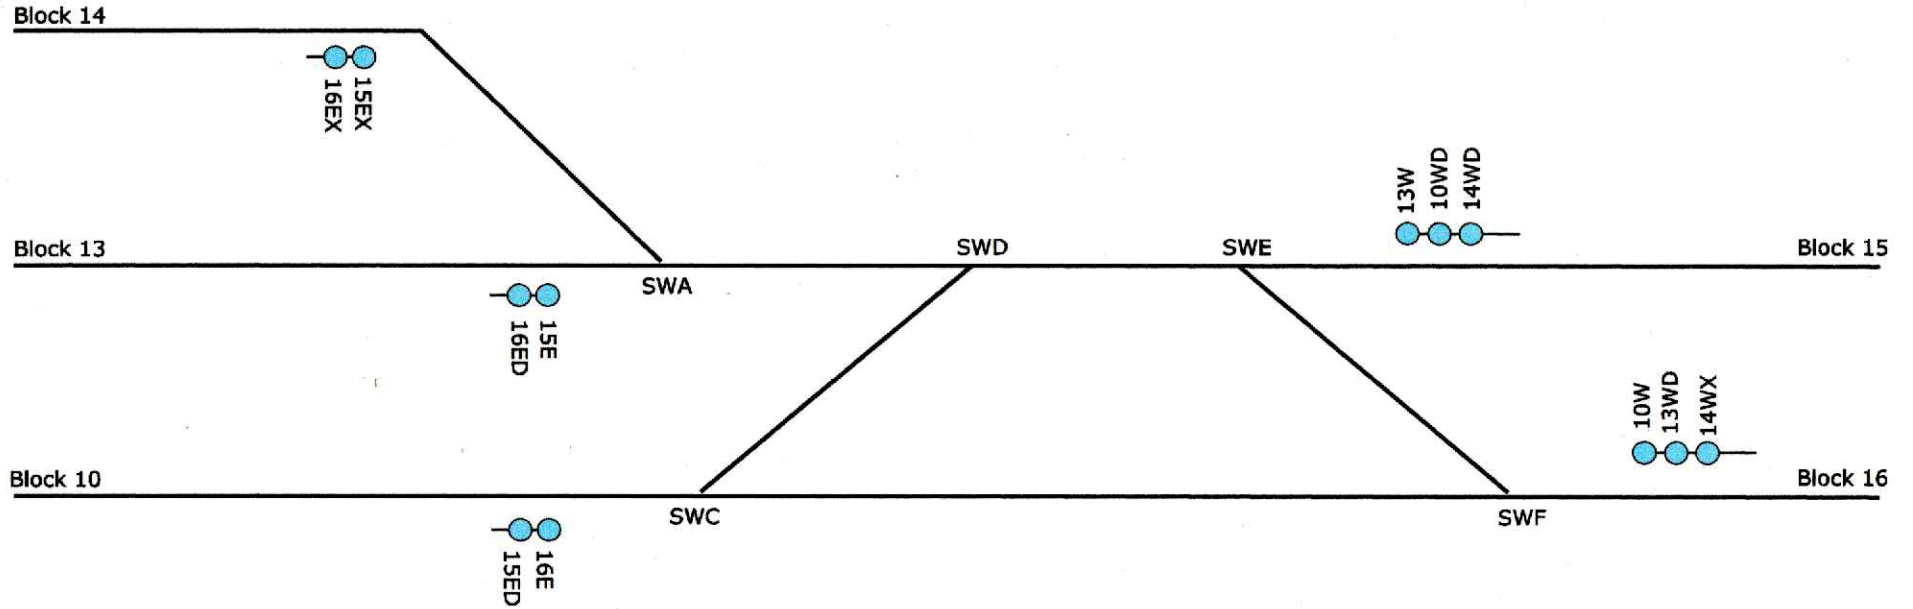 Block 14
16EX
15EX
13W
10WD
14WD
Block 13
SWD
SWE
Block 15
SWA
16ED
15E
10W
13WD
14WX
Block 10
Block 16
SWC
SWF
15ED
16E